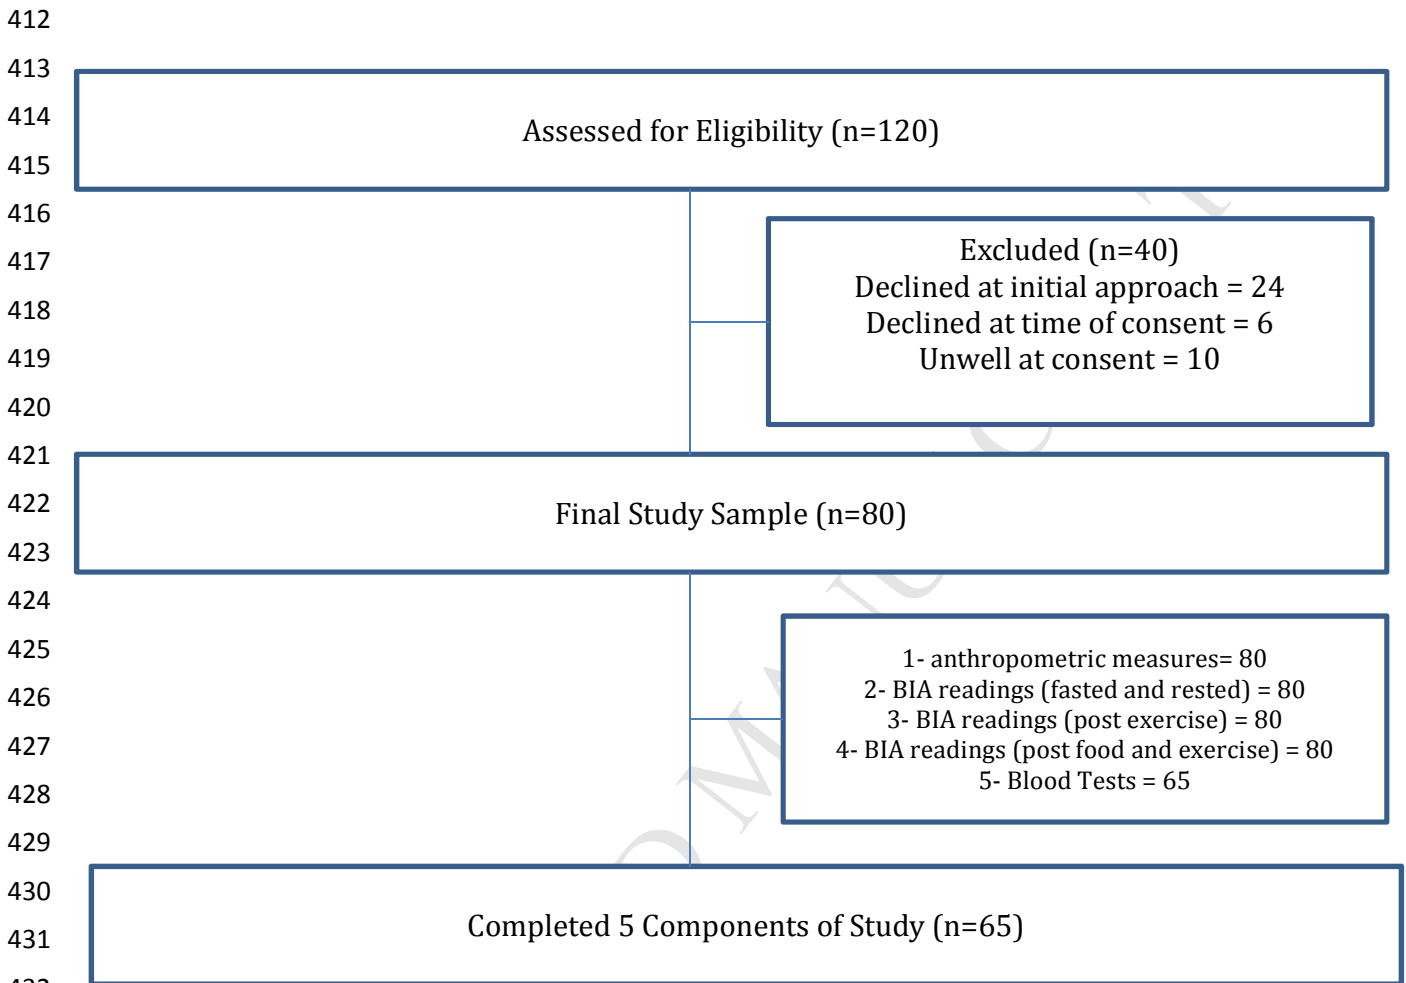 412
413
414
Assessed for Eligibility (n=120)
415
416
417
Excluded (n=40)
Declined at initial approach = 24
418
Declined at time of consent = 6
419
Unwell at consent = 10
420
421
422
Final Study Sample (n=80)
423
424
425
1- anthropometric measures= 80
426
2- BIA readings (fasted and rested) = 80
3- BIA readings (post exercise) = 80
427
4- BIA readings (post food and exercise) = 80
428
5- Blood Tests = 65
429
430
431
Completed 5 Components of Study (n=65)